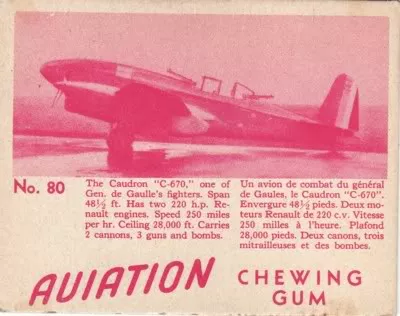 No. 80
The Caudron "C-670," one of
Gen. de Gaulle's fighters. Span
48½ ft. Has two 220 h.p. Re-
nault engines. Speed 250 miles
per hr. Ceiling 28,000 ft. Carries
2 cannons, 3 guns and bombs.
Un avion de combat du général
de Gaules, le Caudron "C-670".
Envergure 48½ pieds. Deux mo-
teurs Renault de 220 c.v. Vitesse
250 milles à l'heure. Plafond
28,000 pieds. Deux canons, trois
mitrailleuses et des bombes.
AVIATION
CHEWING
GUM